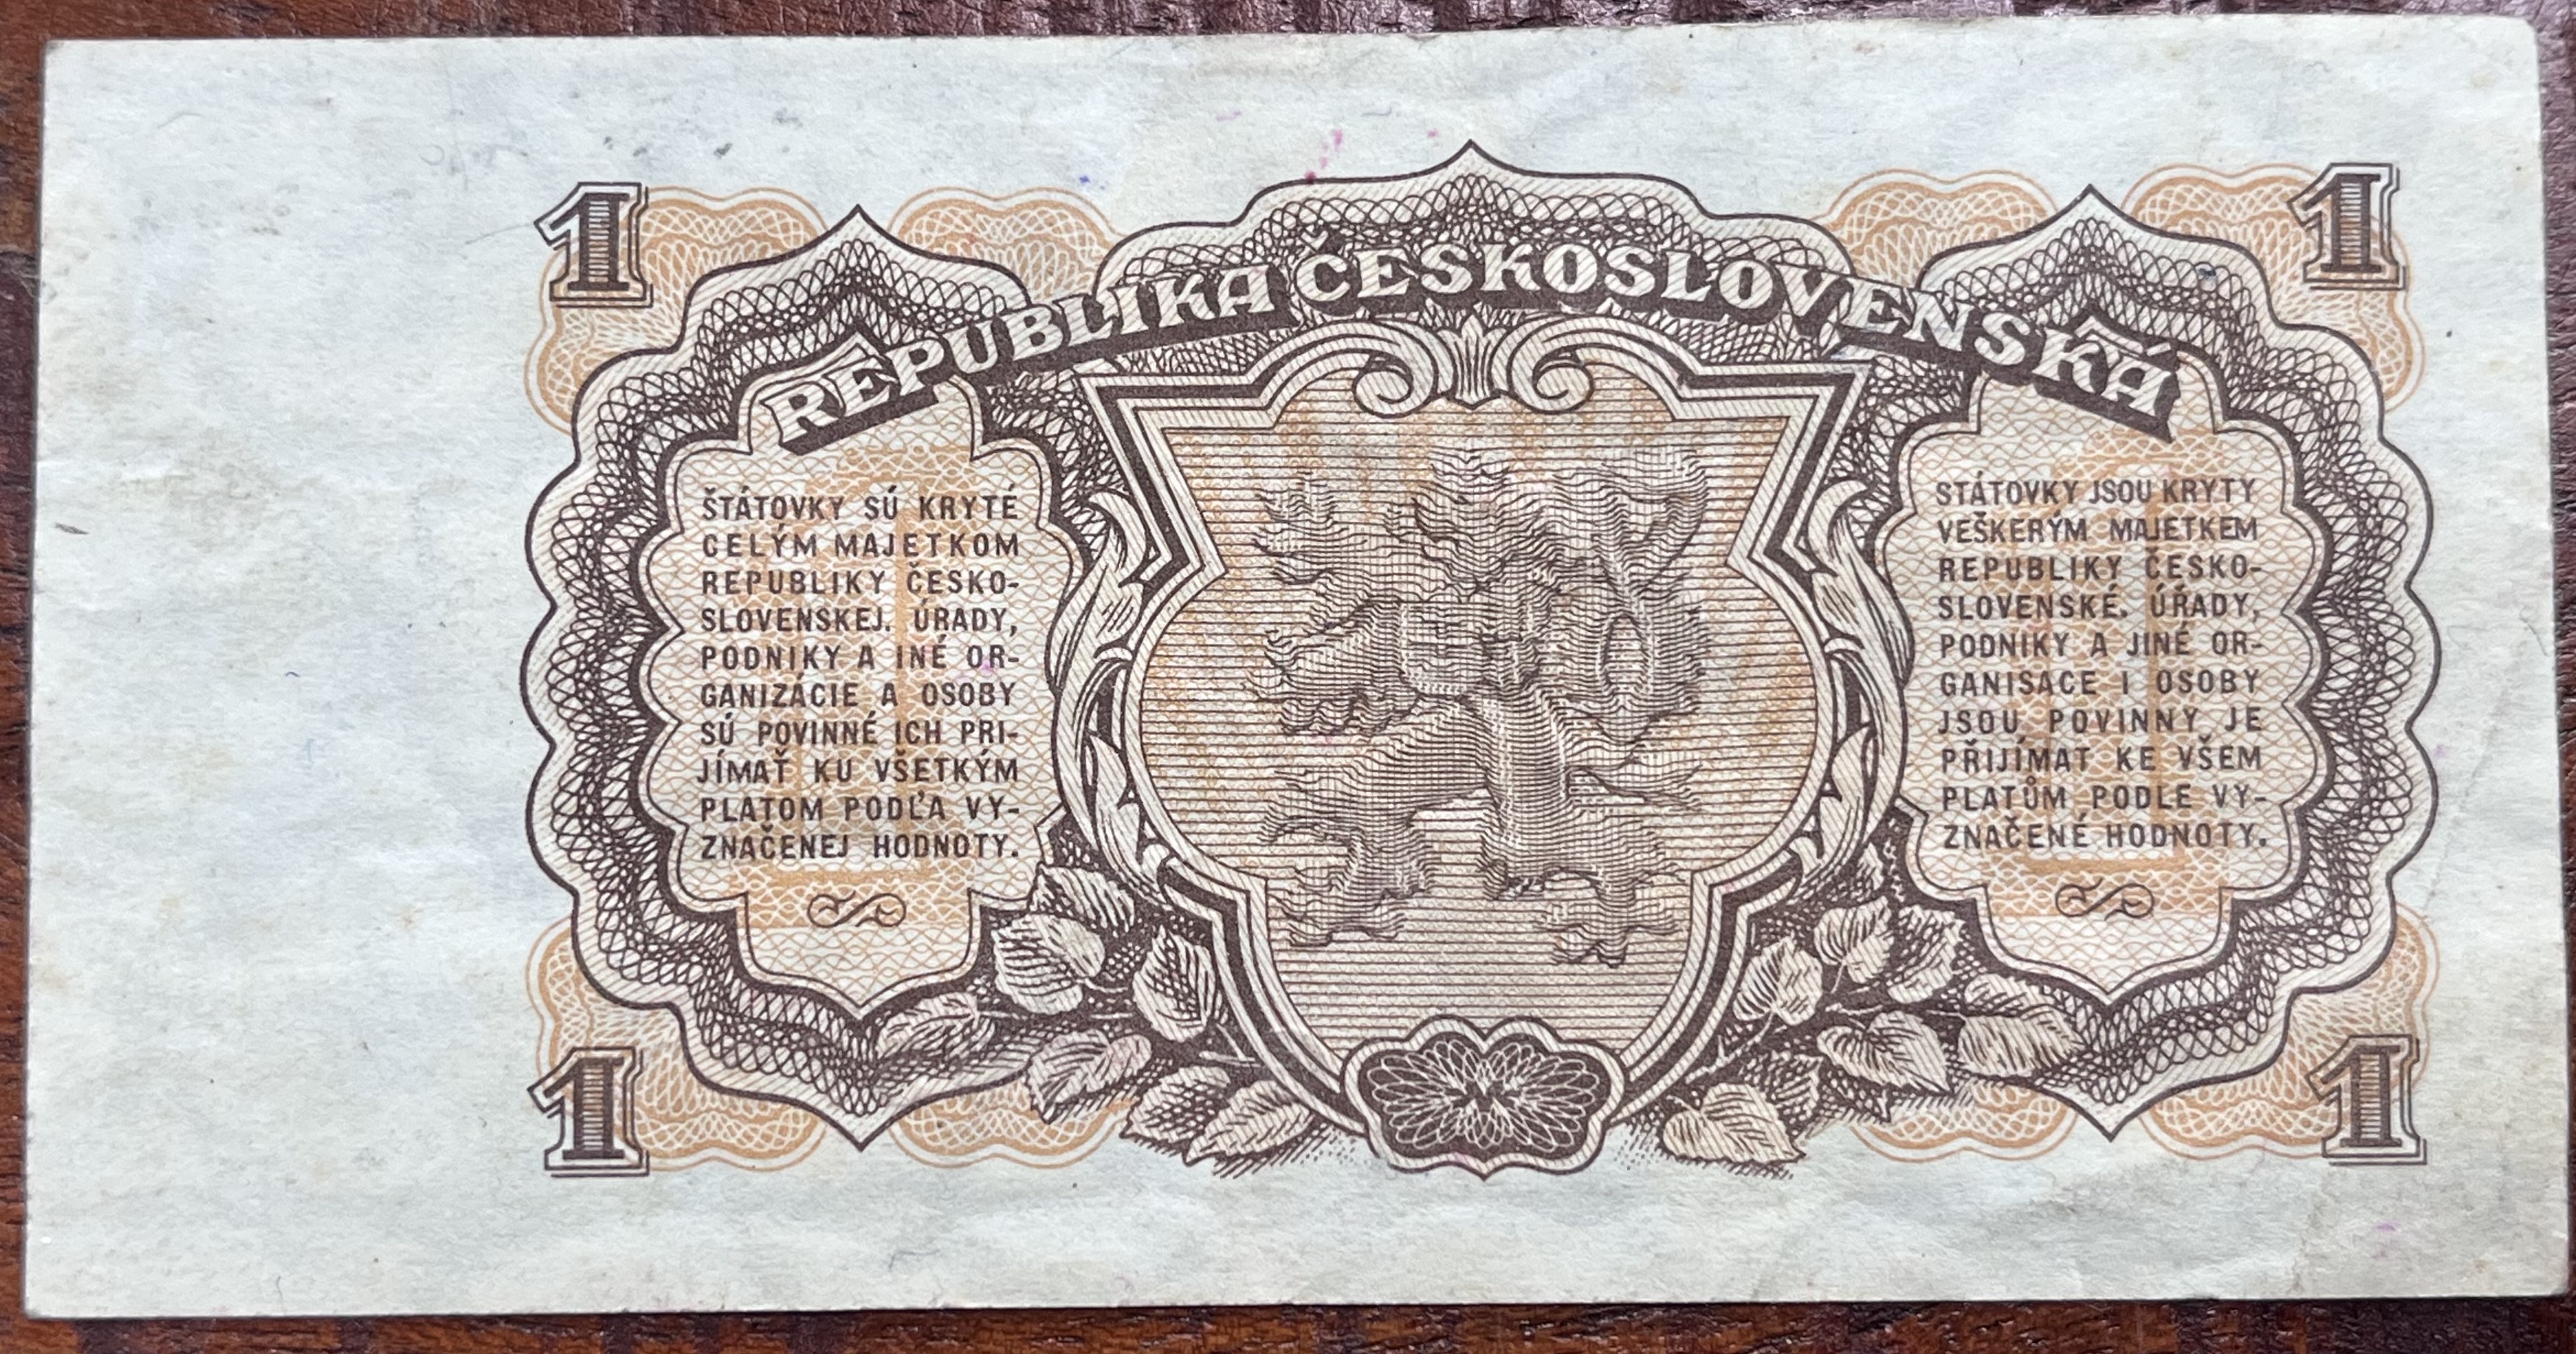 1
1
REPUBLIKA ČESKOSLOVENSKÁ
ŠTÁTOVKY SÚ KRYTÉ
CELÝM MAJETKOM
REPUBLIKY ČESKO-
SLOVENSKEJ. ÚRADY,
PODNIKY A INÉ OR-
GANIZÁCIE A OSOBY
SÚ POVINNÉ ICH PRI-
JÍMAŤ KU VŠETKÝM
PLATOM PODĽA VY-
ZNAČENEJ HODNOTY.
STÁTOVKY JSOU KRYTY
VEŠKERÝM MAJETKEM
REPUBLIKY ČESKO-
SLOVENSKÉ. ÚŘADY,
PODNIKY A JINÉ OR-
GANISACE I OSOBY
JSOU POVINNY JE
PŘIJÍMAT KE VŠEM
PLATŮM PODLE VY-
ZNAČENÉ HODNOTY.
1
1